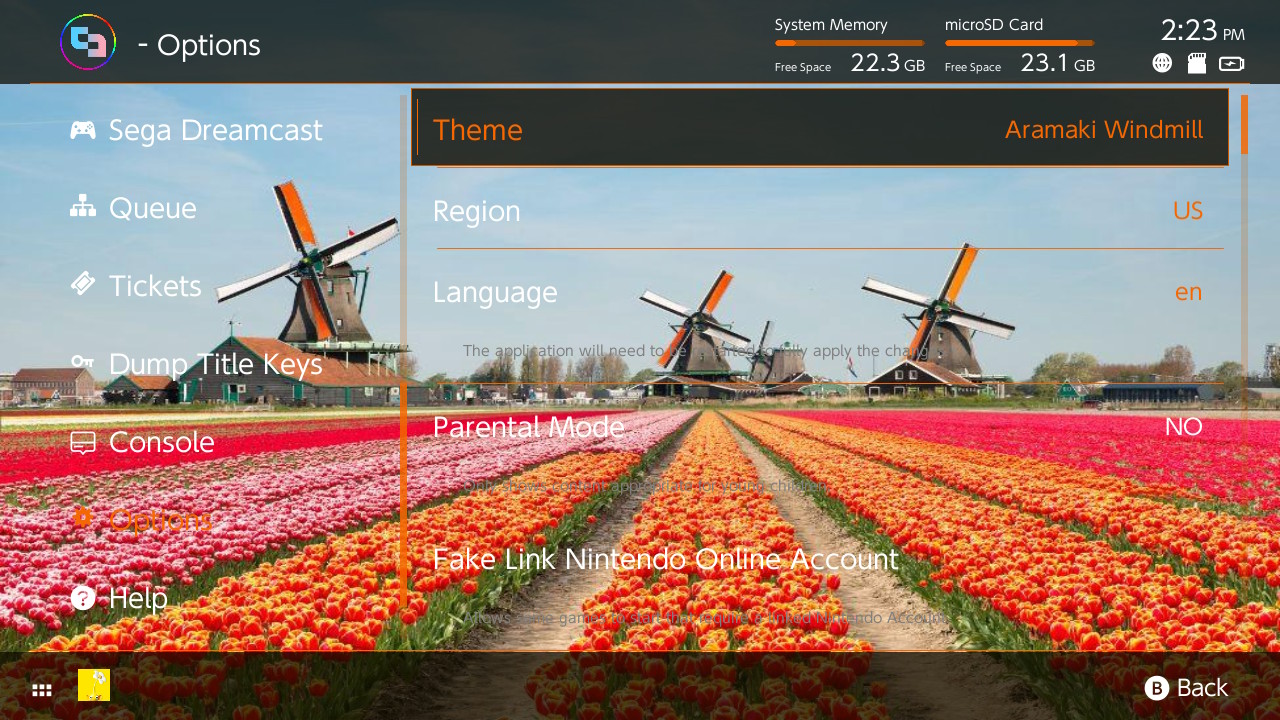 - Options
System Memory
Free Space 22.3 GB
microSD Card
Free Space 23.1 GB
2:23 PM
Sega Dreamcast
Queue
Tickets
Dump Title Keys
Console
Options
Help
Theme Aramaki Windmill
Region US
Language en
The application will need to be restarted to fully apply the change
Parental Mode NO
Only shows content appropriate for young children
Fake Link Nintendo Online Account
Allows some games to start that require a linked Nintendo Account
B Back